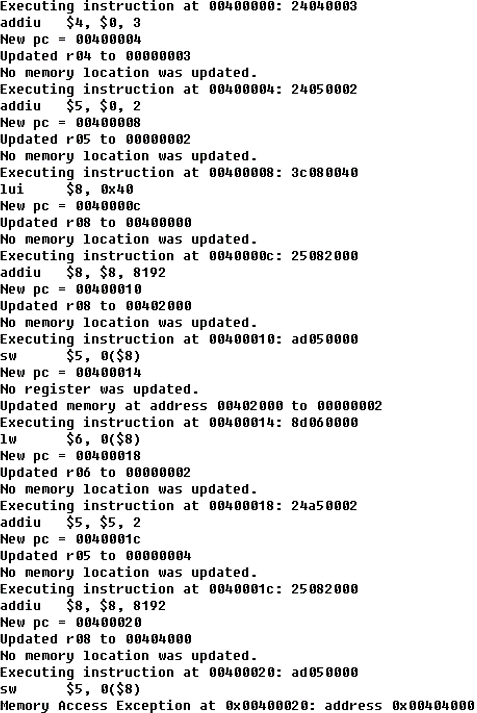 Executing instruction at 00400000: 24040003
addiu   $4, $0, 3
New pc = 00400004
Updated r04 to 00000003
No memory location was updated.
Executing instruction at 00400004: 24050002
addiu   $5, $0, 2
New pc = 00400008
Updated r05 to 00000002
No memory location was updated.
Executing instruction at 00400008: 3c080040
lui     $8, 0x40
New pc = 0040000c
Updated r08 to 00400000
No memory location was updated.
Executing instruction at 0040000c: 25082000
addiu   $8, $8, 8192
New pc = 00400010
Updated r08 to 00402000
No memory location was updated.
Executing instruction at 00400010: ad050000
sw      $5, 0($8)
New pc = 00400014
No register was updated.
Updated memory at address 00402000 to 00000002
Executing instruction at 00400014: 8d060000
lw      $6, 0($8)
New pc = 00400018
Updated r06 to 00000002
No memory location was updated.
Executing instruction at 00400018: 24a50002
addiu   $5, $5, 2
New pc = 0040001c
Updated r05 to 00000004
No memory location was updated.
Executing instruction at 0040001c: 25082000
addiu   $8, $8, 8192
New pc = 00400020
Updated r08 to 00404000
No memory location was updated.
Executing instruction at 00400020: ad050000
sw      $5, 0($8)
Memory Access Exception at 0x00400020: address 0x00404000